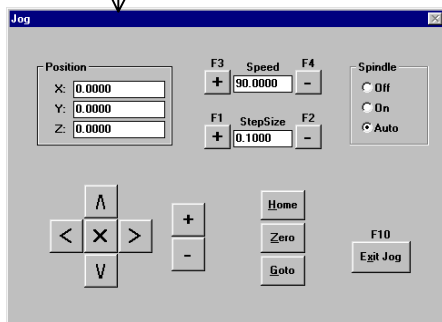 Jog
Position
X: 0.0000
Y: 0.0000
Z: 0.0000
F3 Speed F4
+ 90.0000 -
F1 StepSize F2
+ 0.1000 -
Spindle
Off
On
Auto
Λ
< X >
V
+
-
Home
Zero
Goto
F10
Exit Jog